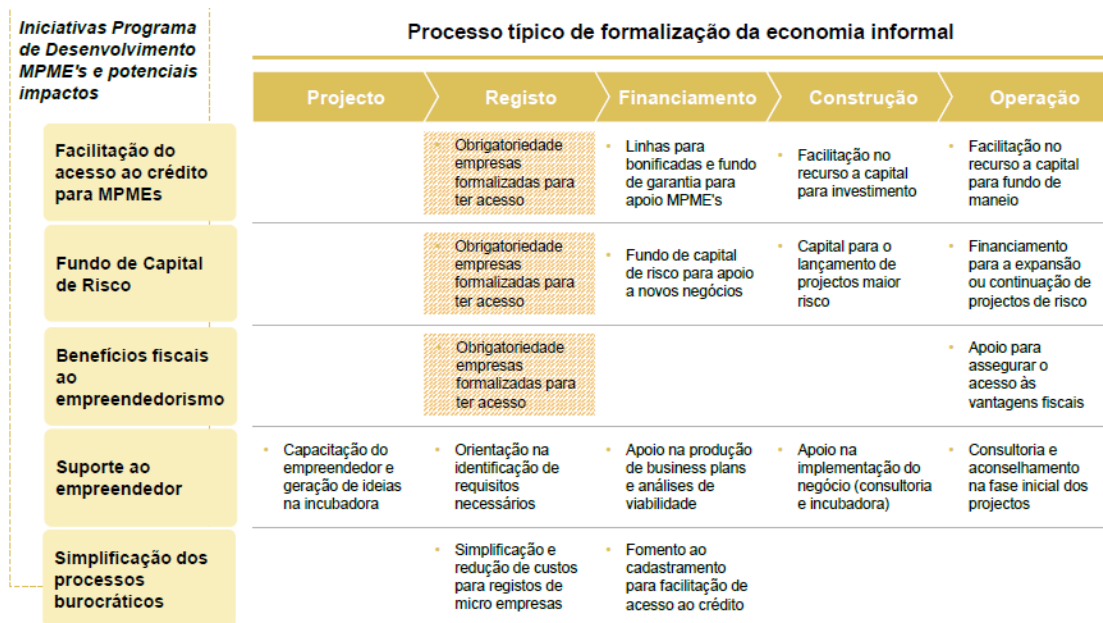 Iniciativas Programa
de Desenvolvimento
MPME's e potenciais
impactos
Processo típico de formalização da economia informal
Projecto
Registo
Financiamento
Construção
Operação
Facilitação do
acesso ao crédito
para MPMEs
• Obrigatoriedade
empresas
formalizadas para
ter acesso
• Linhas para
bonificadas e fundo
de garantia para
apoio MPME's
• Facilitação no
recurso a capital
para investimento
• Facilitação no
recurso a capital
para fundo de
maneio
Fundo de Capital
de Risco
• Obrigatoriedade
empresas
formalizadas para
ter acesso
• Fundo de capital
de risco para apoio
a novos negócios
• Capital para o
lançamento de
projectos maior
risco
• Financiamento
para a expansão
ou continuação de
projectos de risco
Benefícios fiscais
ao
empreendedorismo
• Obrigatoriedade
empresas
formalizadas para
ter acesso
• Apoio para
assegurar o
acesso às
vantagens fiscais
Suporte ao
empreendedor
• Capacitação do
empreendedor e
geração de ideias
na incubadora
• Orientação na
identificação de
requisitos
necessários
• Apoio na produção
de business plans
e análises de
viabilidade
• Apoio na
implementação do
negócio (consultoria
e incubadora)
• Consultoria e
aconselhamento
na fase inicial dos
projectos
Simplificação dos
processos
burocráticos
• Simplificação e
redução de custos
para registos de
micro empresas
• Fomento ao
cadastramento
para facilitação de
acesso ao crédito